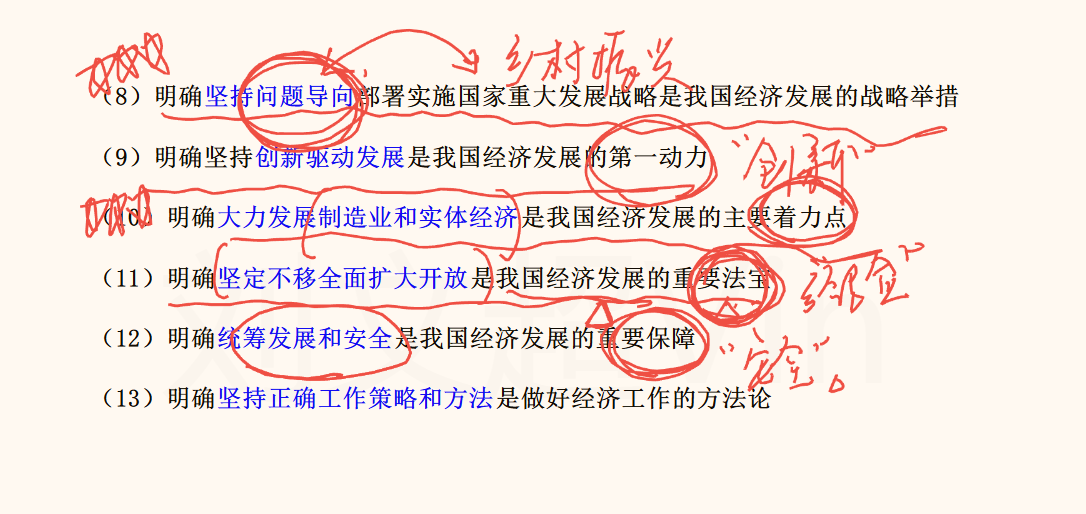 乡村振兴
（8）明确坚持问题导向部署实施国家重大发展战略是我国经济发展的战略举措
（9）明确坚持创新驱动发展是我国经济发展的第一动力 “创新”
（10）明确大力发展制造业和实体经济是我国经济发展的主要着力点
（11）明确坚定不移全面扩大开放是我国经济发展的重要法宝
（12）明确统筹发展和安全是我国经济发展的重要保障 “安全”
（13）明确坚持正确工作策略和方法是做好经济工作的方法论